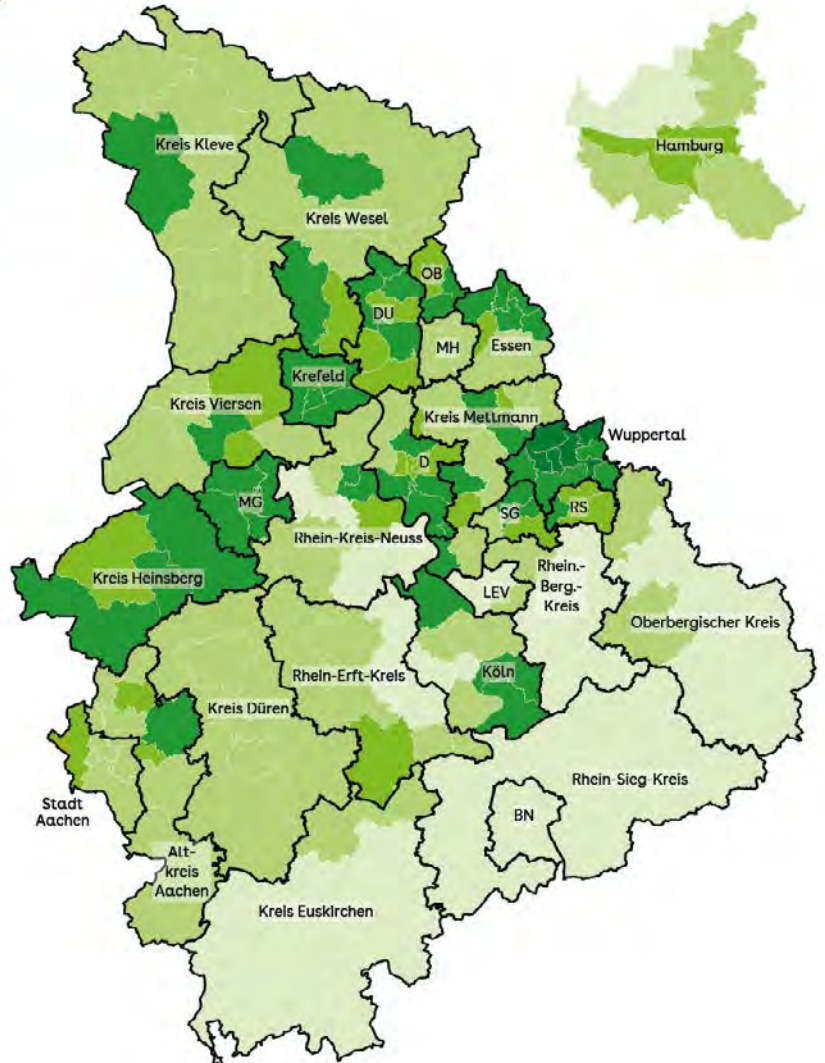 Hamburg
Kreis Kleve
Kreis Wesel
OB
DU
MH
Essen
Krefeld
Kreis Viersen
Kreis Mettmann
Wuppertal
D
MG
SG
RS
Rhein-Kreis-Neuss
Kreis Heinsberg
LEV
Rhein.-
Berg.-
Kreis
Oberbergischer Kreis
Rhein-Erft-Kreis
Köln
Kreis Düren
Rhein-Sieg-Kreis
Stadt
Aachen
BN
Alt-
kreis
Aachen
Kreis Euskirchen